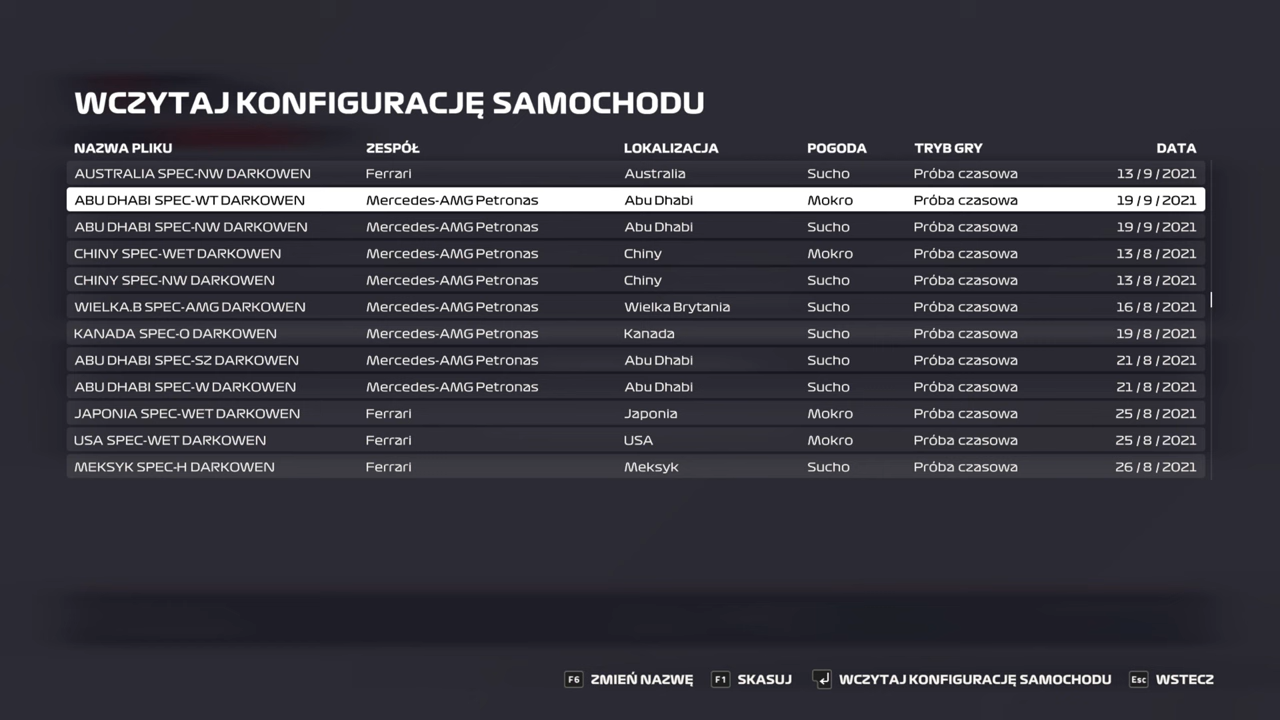 WCZYTAJ KONFIGURACJĘ SAMOCHODU
NAZWA PLIKU ZESPÓŁ LOKALIZACJA POGODA TRYB GRY DATA
AUSTRALIA SPEC-NW DARKOWEN Ferrari Australia Sucho Próba czasowa 13 / 9 / 2021
ABU DHABI SPEC-WT DARKOWEN Mercedes-AMG Petronas Abu Dhabi Mokro Próba czasowa 19 / 9 / 2021
ABU DHABI SPEC-NW DARKOWEN Mercedes-AMG Petronas Abu Dhabi Sucho Próba czasowa 19 / 9 / 2021
CHINY SPEC-WET DARKOWEN Mercedes-AMG Petronas Chiny Mokro Próba czasowa 13 / 8 / 2021
CHINY SPEC-NW DARKOWEN Mercedes-AMG Petronas Chiny Sucho Próba czasowa 13 / 8 / 2021
WIELKA.B SPEC-AMG DARKOWEN Mercedes-AMG Petronas Wielka Brytania Sucho Próba czasowa 16 / 8 / 2021
KANADA SPEC-O DARKOWEN Mercedes-AMG Petronas Kanada Sucho Próba czasowa 19 / 8 / 2021
ABU DHABI SPEC-SZ DARKOWEN Mercedes-AMG Petronas Abu Dhabi Sucho Próba czasowa 21 / 8 / 2021
ABU DHABI SPEC-W DARKOWEN Mercedes-AMG Petronas Abu Dhabi Sucho Próba czasowa 21 / 8 / 2021
JAPONIA SPEC-WET DARKOWEN Ferrari Japonia Mokro Próba czasowa 25 / 8 / 2021
USA SPEC-WET DARKOWEN Ferrari USA Mokro Próba czasowa 25 / 8 / 2021
MEKSYK SPEC-H DARKOWEN Ferrari Meksyk Sucho Próba czasowa 26 / 8 / 2021
F6 ZMIEŃ NAZWĘ F1 SKASUJ WCZYTAJ KONFIGURACJĘ SAMOCHODU Esc WSTECZ